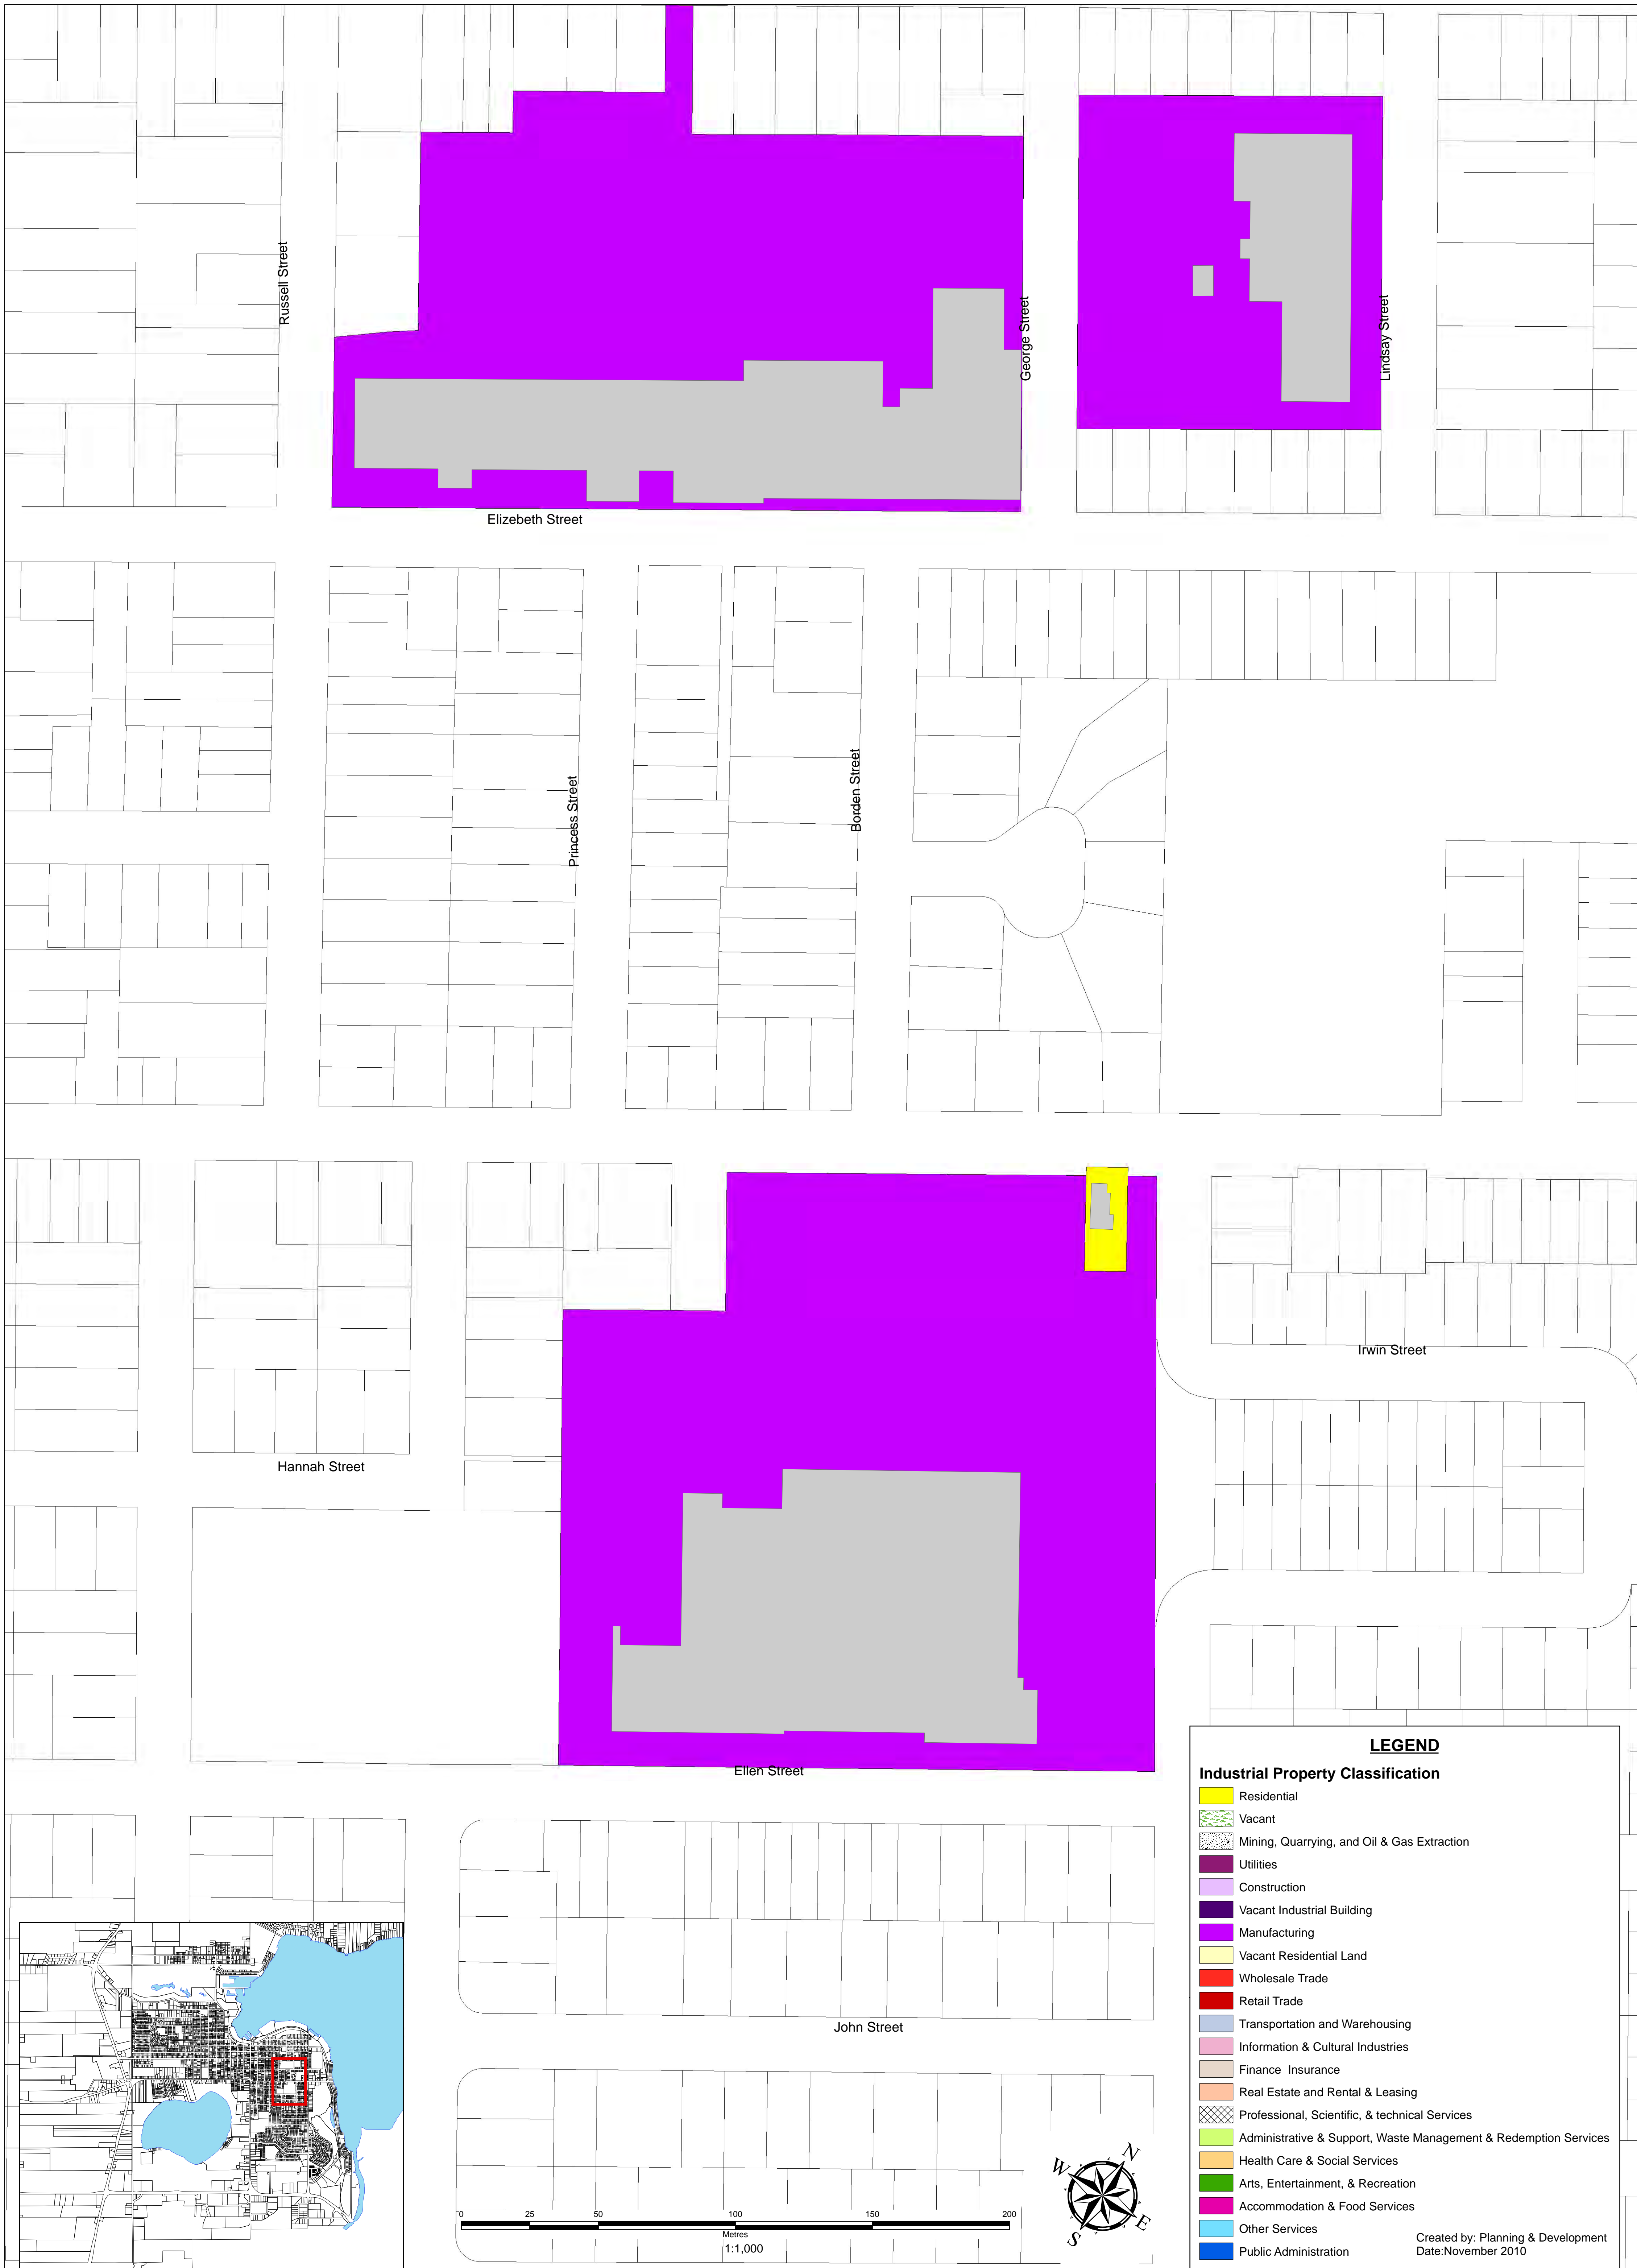 Russell Street
George Street
Lindsay Street
Elizebeth Street
Princess Street
Borden Street
Irwin Street
Hannah Street
Ellen Street
John Street
LEGEND
Industrial Property Classification
Residential
Vacant
Mining, Quarrying, and Oil & Gas Extraction
Utilities
Construction
Vacant Industrial Building
Manufacturing
Vacant Residential Land
Wholesale Trade
Retail Trade
Transportation and Warehousing
Information & Cultural Industries
Finance Insurance
Real Estate and Rental & Leasing
Professional, Scientific, & technical Services
Administrative & Support, Waste Management & Redemption Services
Health Care & Social Services
Arts, Entertainment, & Recreation
Accommodation & Food Services
Other Services
Public Administration
Created by: Planning & Development
Date:November 2010
N
W
E
S
0 25 50 100 150 200
Metres
1:1,000